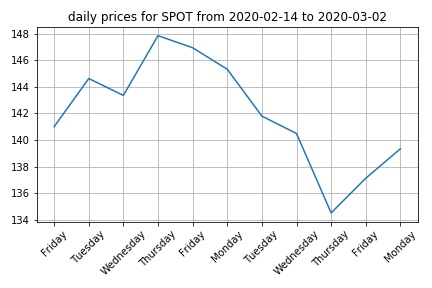 daily prices for SPOT from 2020-02-14 to 2020-03-02
148
146
144
142
140
138
136
134
Friday
Tuesday
Wednesday
Thursday
Friday
Monday
Tuesday
Wednesday
Thursday
Friday
Monday